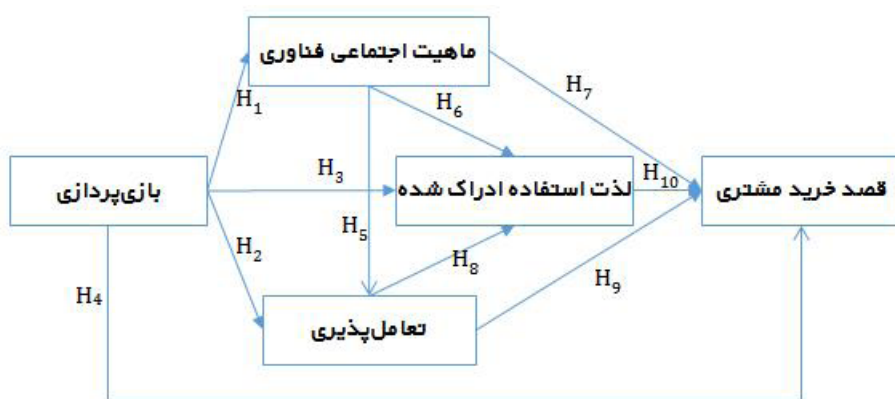 ماهیت اجتماعی فناوری
H7
H6
H1
بازی‌پردازی
H3
لذت استفاده ادراک شده
H10
قصد خرید مشتری
H5
H2
H8
H9
H4
تعامل‌پذیری